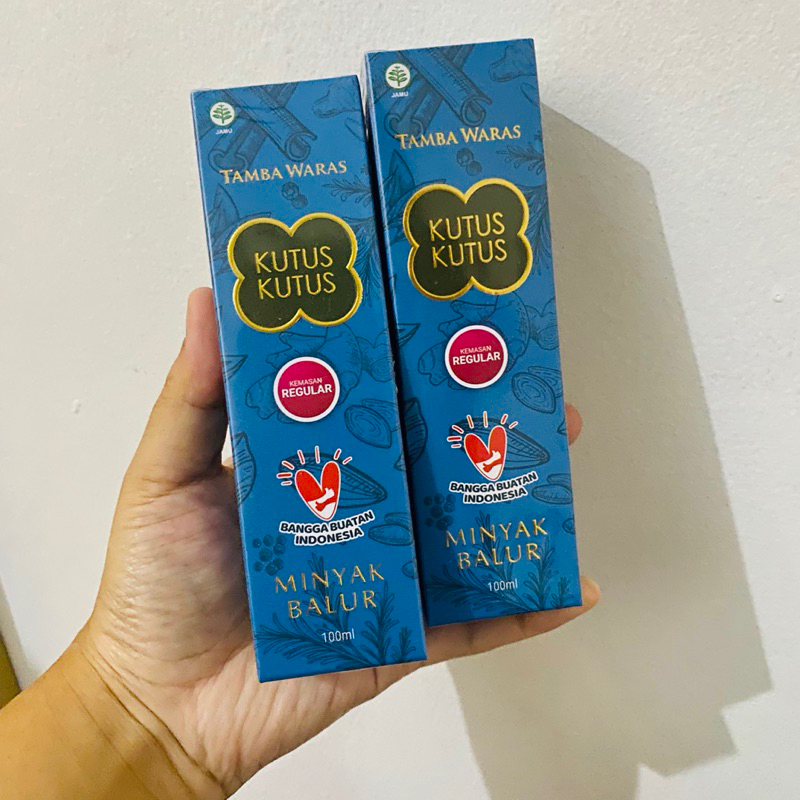 JAMU
TAMBA WARAS
KUTUS
KUTUS
KEMASAN
REGULAR
BANGGA BUATAN
INDONESIA
MINYAK
BALUR
100ml
JAMU
TAMBA WARAS
KUTUS
KUTUS
KEMASAN
REGULAR
BANGGA BUATAN
INDONESIA
MINYAK
BALUR
100ml